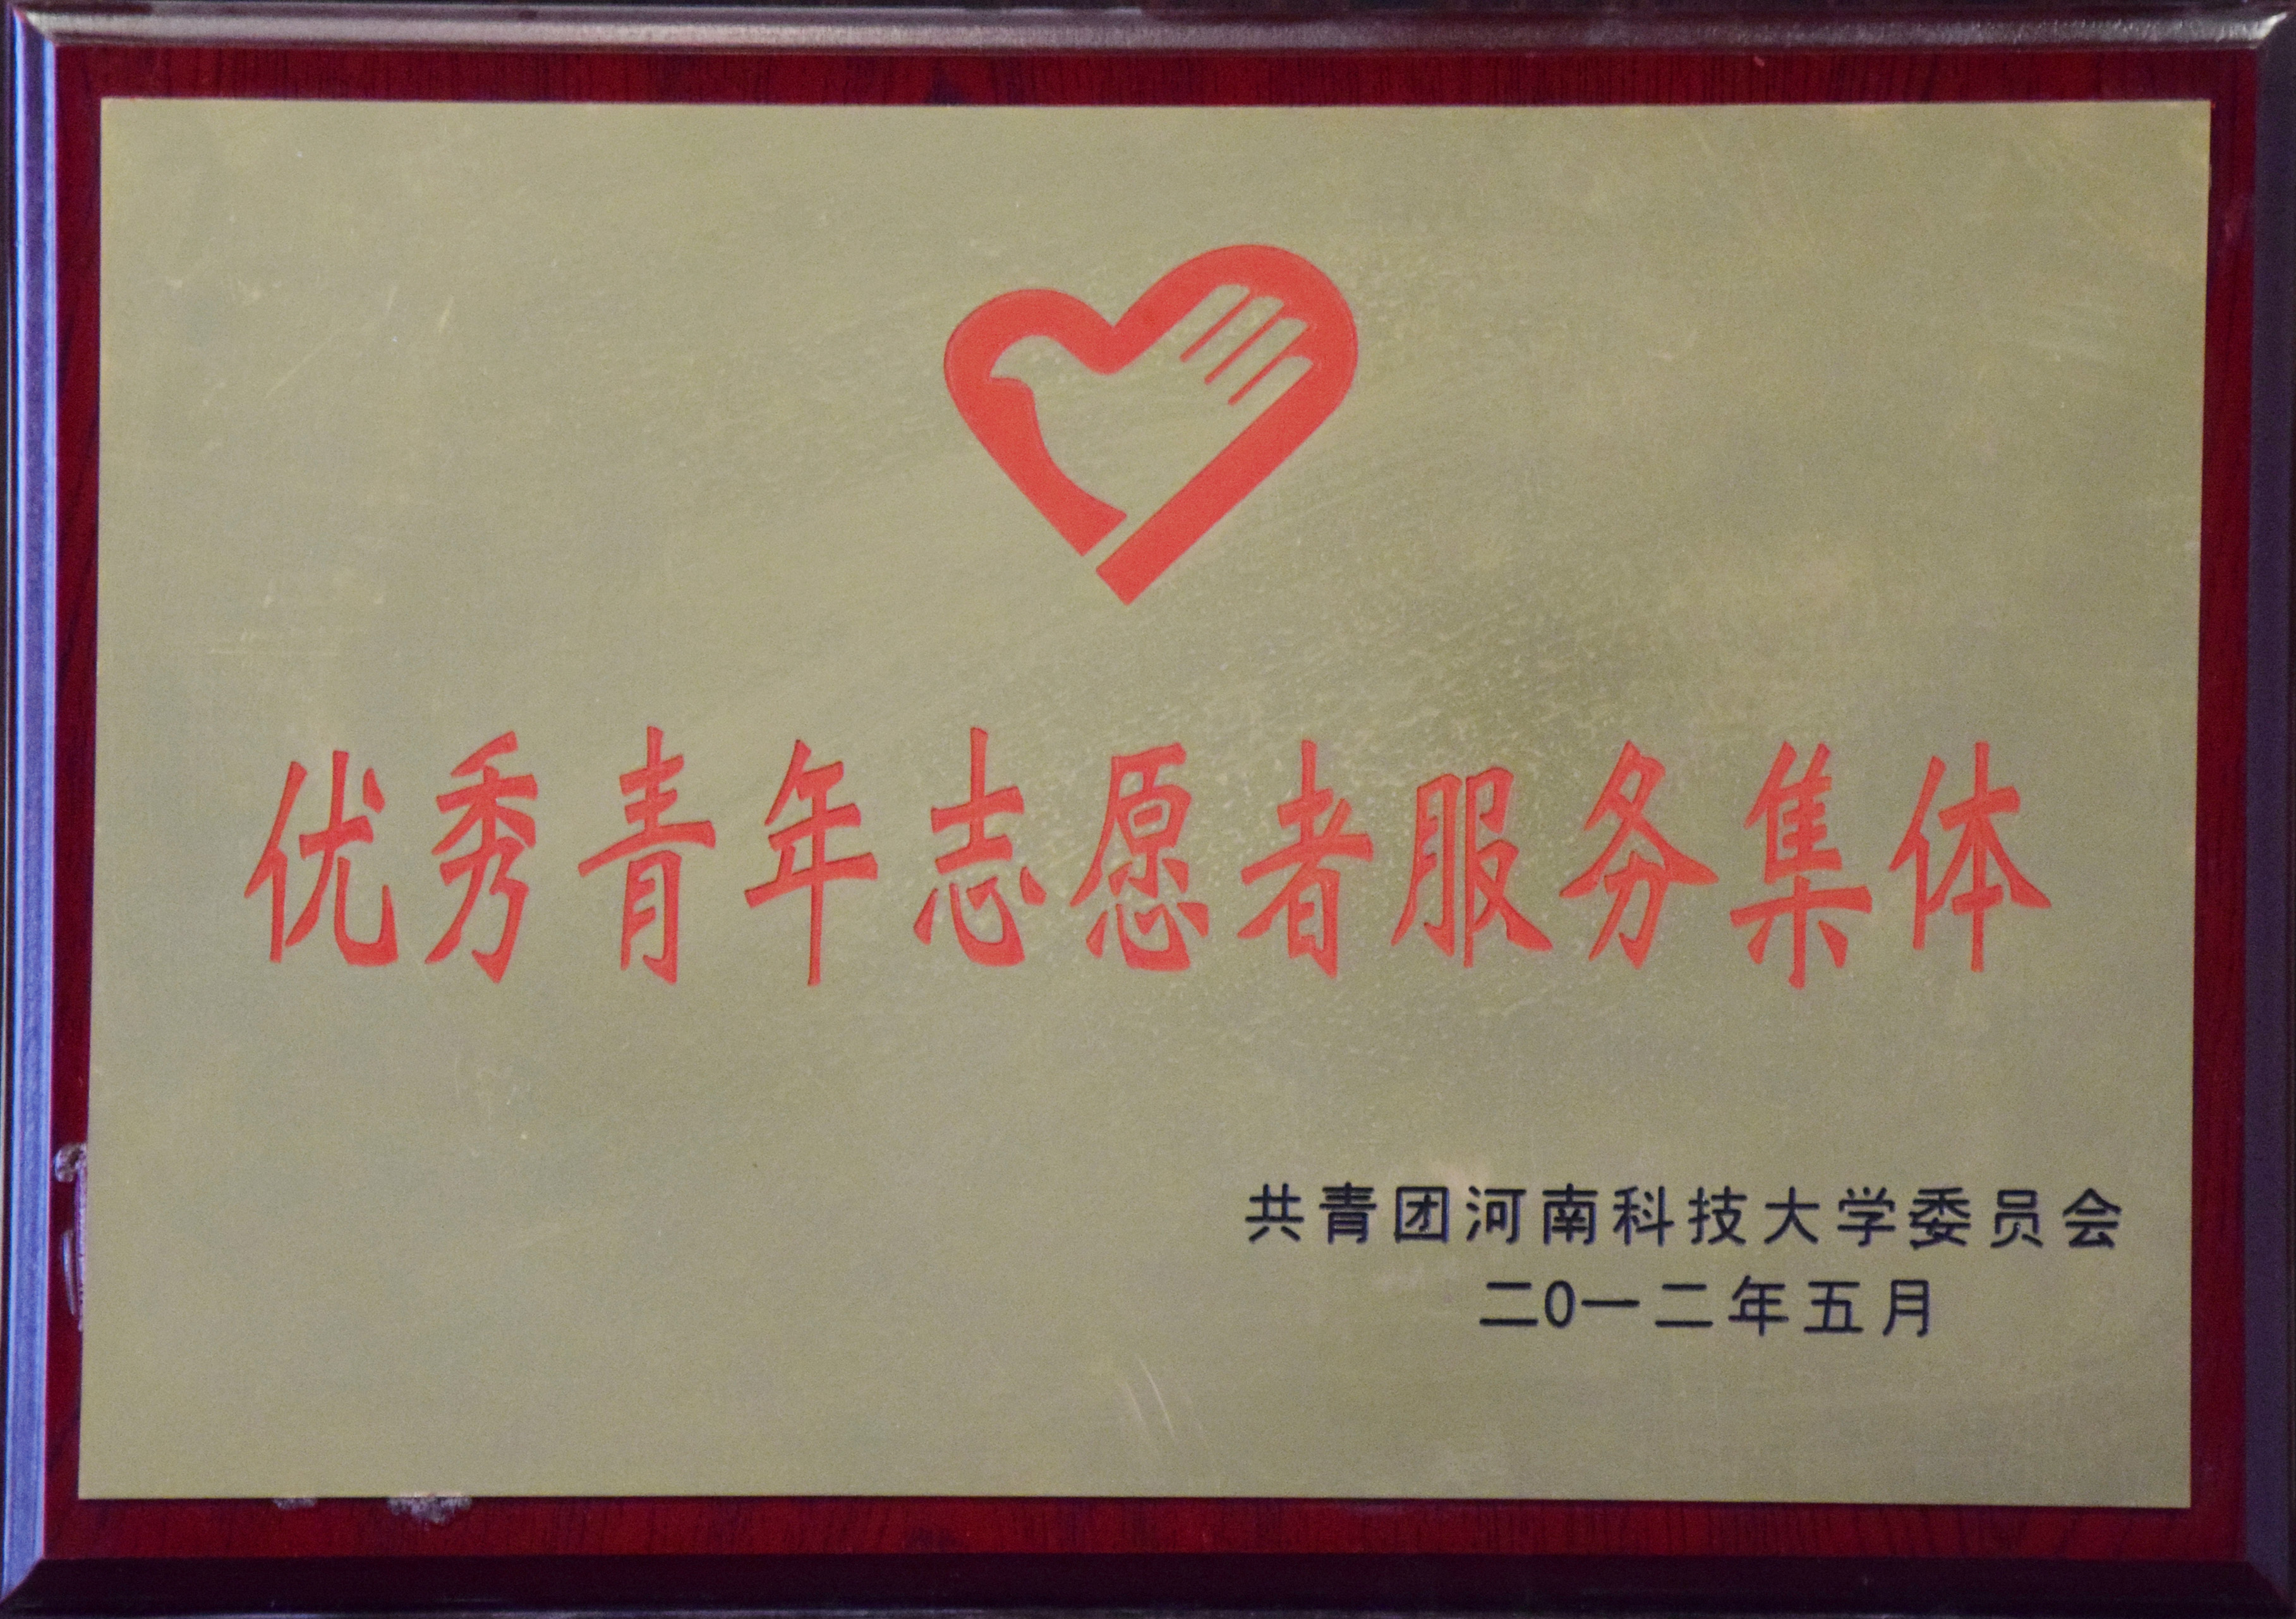 优秀青年志愿者服务集体
共青团河南科技大学委员会
二0一二年五月